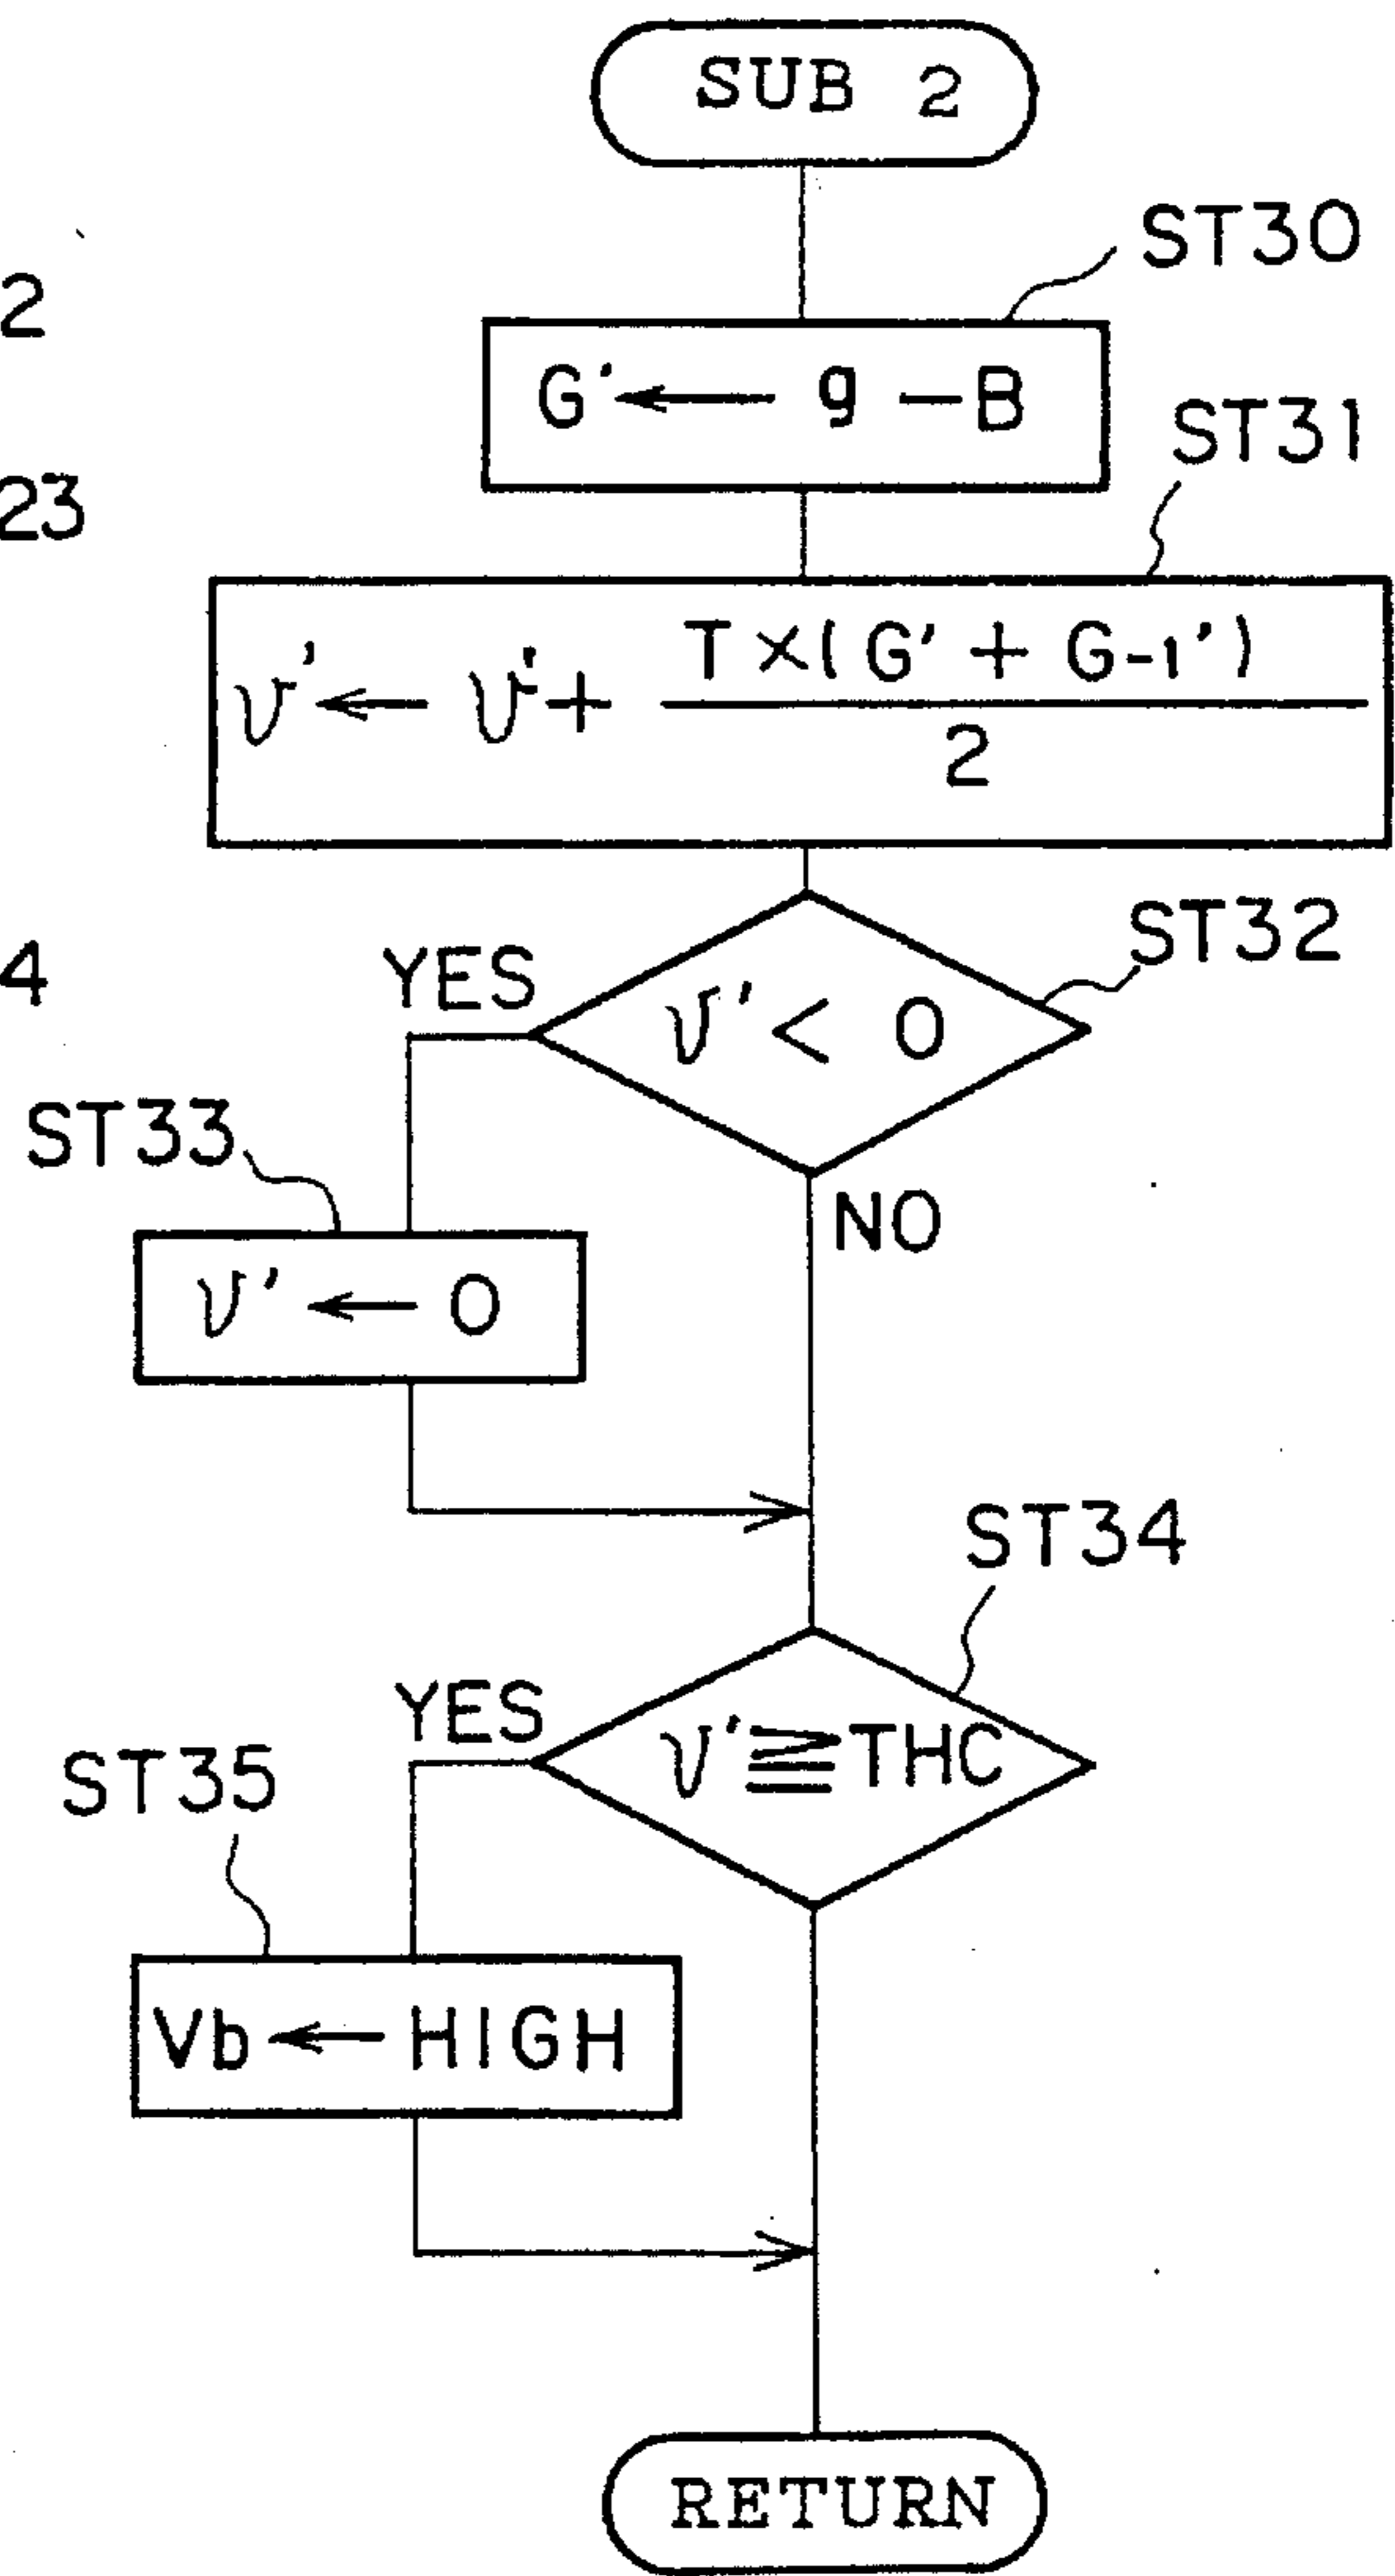 SUB 2
ST30
2
G' ← g − B
ST31
23
v' ← v' + T×(G' + G-1') / 2
ST32
YES
4
v' < 0
ST33
NO
v' ← 0
ST34
YES
v' ≧ THC
ST35
Vb ← HIGH
RETURN